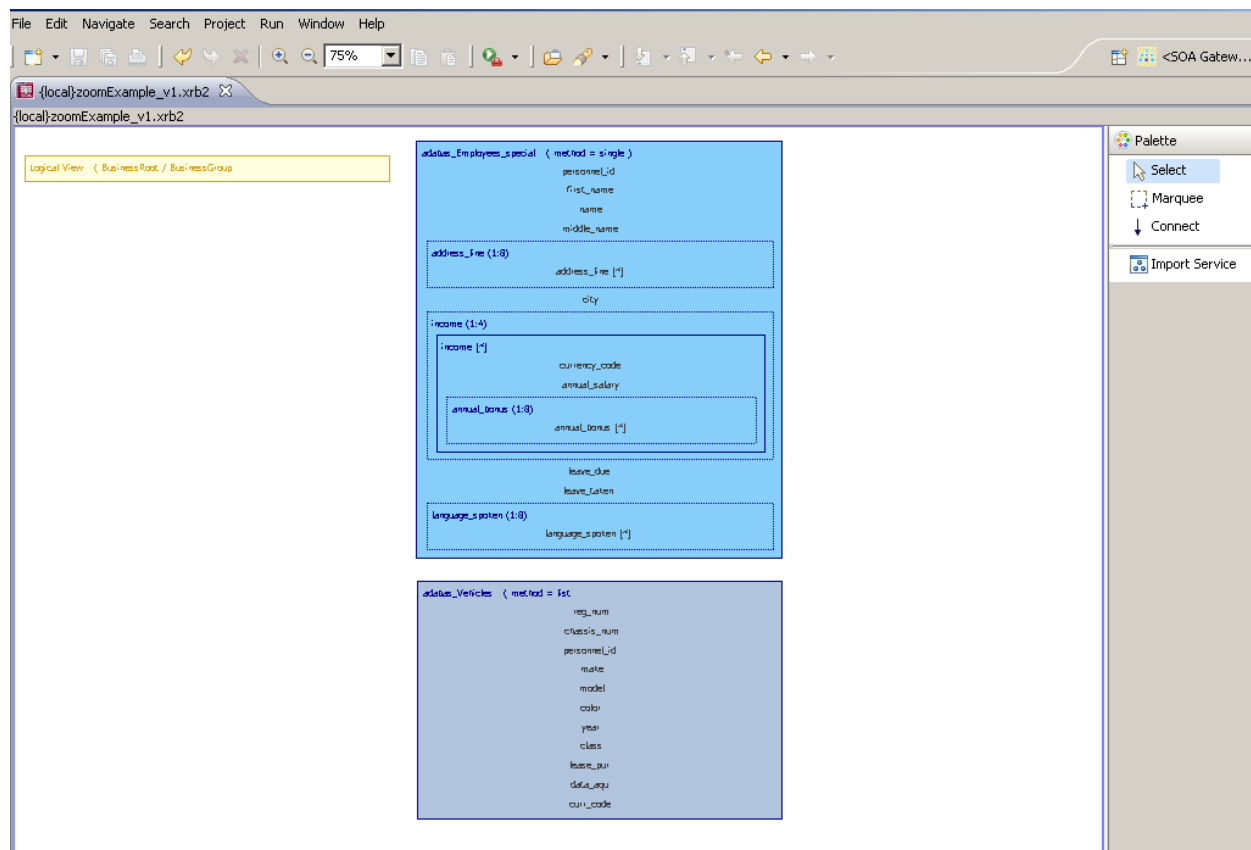 File Edit Navigate Search Project Run Window Help
75%
<SOA Gatew...
{local}zoomExample_v1.xrb2
{local}zoomExample_v1.xrb2
Palette
Select
Marquee
Connect
Import Service
Logical View ( BusinessRoot / BusinessGroup
adabas_Employees_special ( method = single )
personnel_id
first_name
name
middle_name
address_line (1:8)
address_line [*]
city
income (1:4)
income [*]
currency_code
annual_salary
annual_bonus (1:8)
annual_bonus [*]
leave_due
leave_taken
language_spoken (1:8)
language_spoken [*]
adabas_Vehicles ( method = list
reg_num
chassis_num
personnel_id
make
model
color
year
class
lease_pur
data_aqu
curr_code